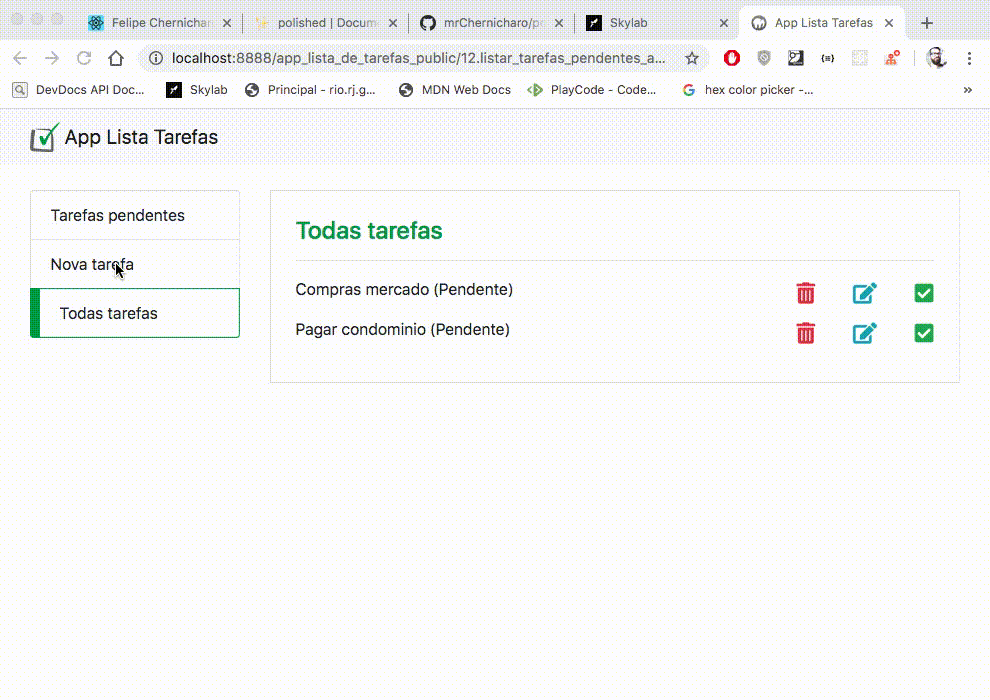 Felipe Chernichar
polished | Docume
mrChernicharo/p
Skylab
App Lista Tarefas
localhost:8888/app_lista_de_tarefas_public/12.listar_tarefas_pendentes_a...
DevDocs API Doc...
Skylab
Principal - rio.rj.g...
MDN Web Docs
PlayCode - Code...
hex color picker -...
App Lista Tarefas
Tarefas pendentes
Nova tarefa
Todas tarefas
Todas tarefas
Compras mercado (Pendente)
Pagar condominio (Pendente)